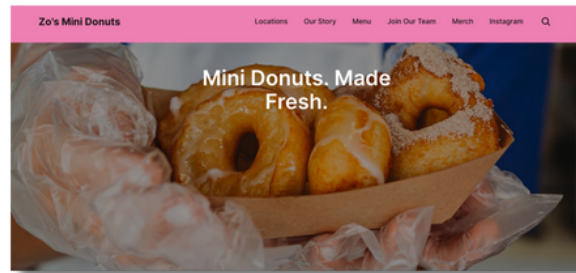 Zo's Mini Donuts Locations Our Story Menu Join Our Team Merch Instagram
Mini Donuts. Made
Fresh.